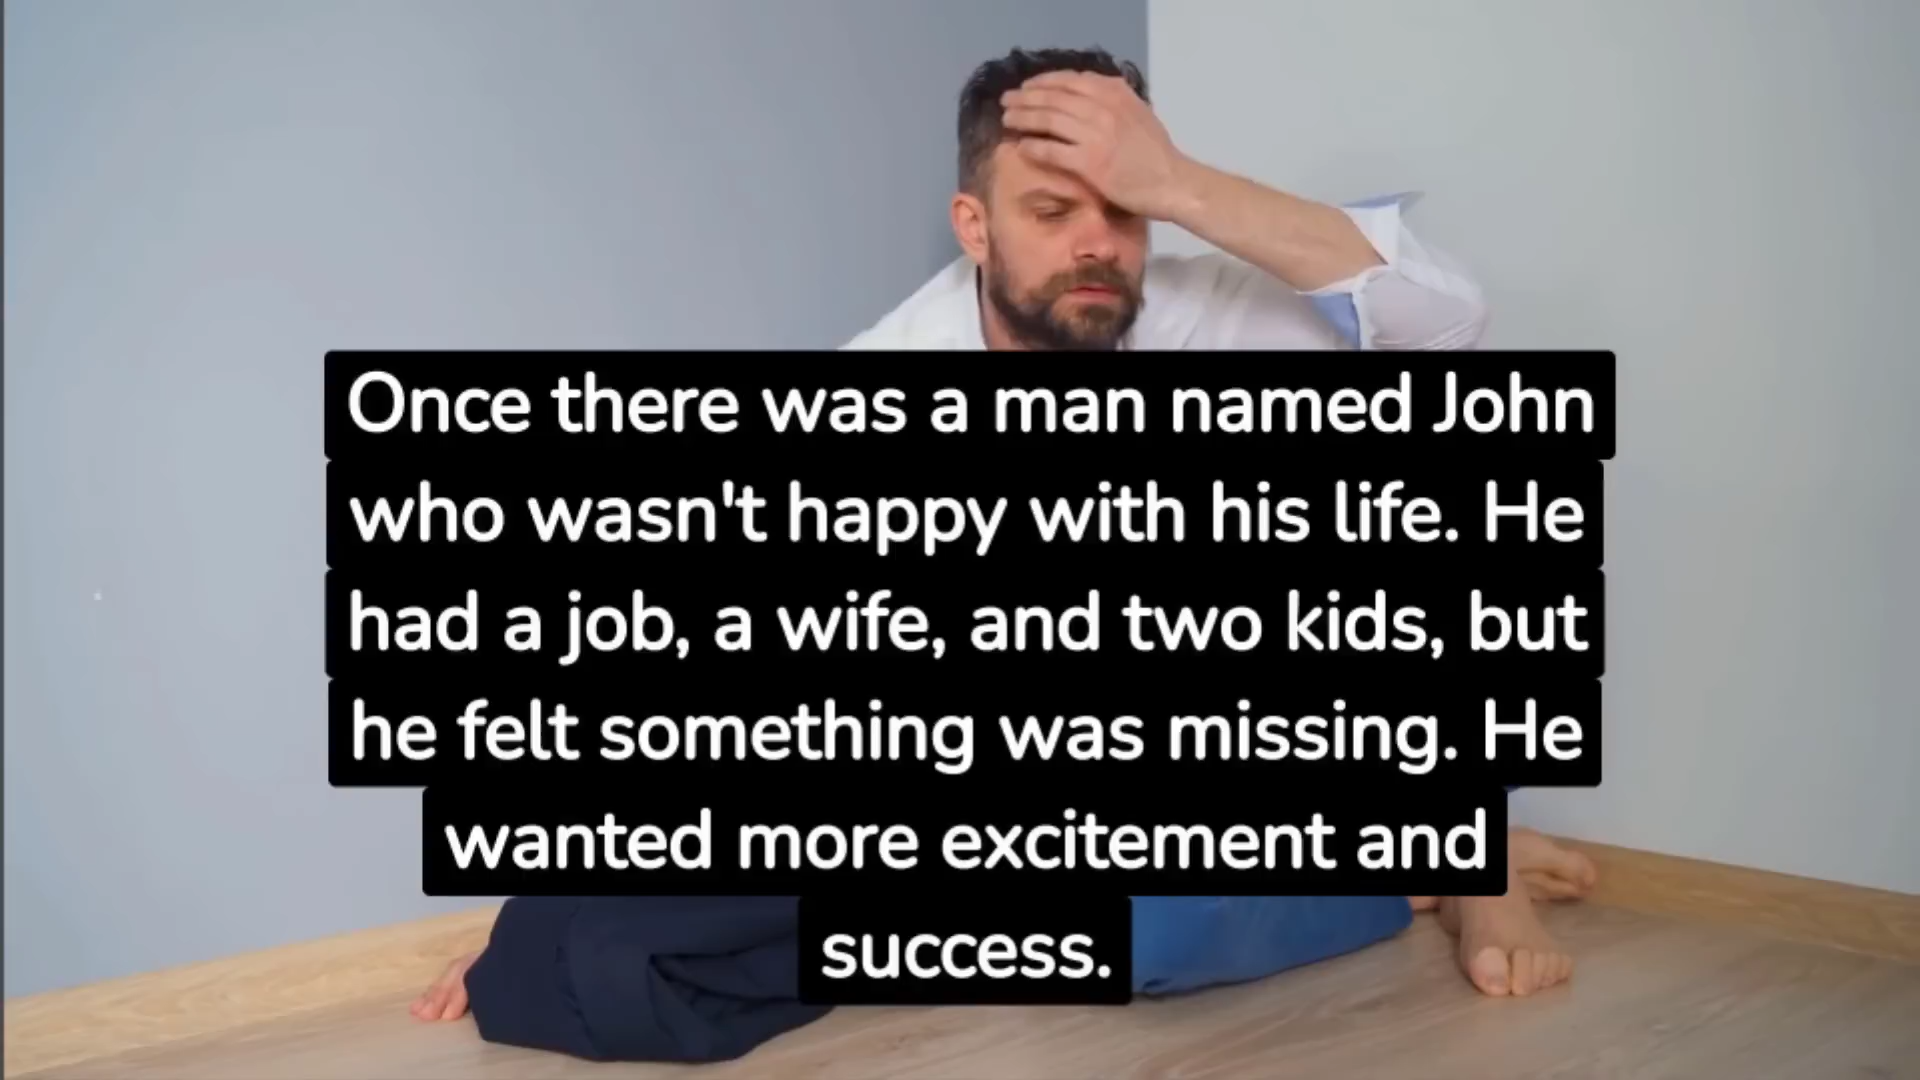 Once there was a man named John
who wasn't happy with his life. He
had a job, a wife, and two kids, but
he felt something was missing. He
wanted more excitement and
success.